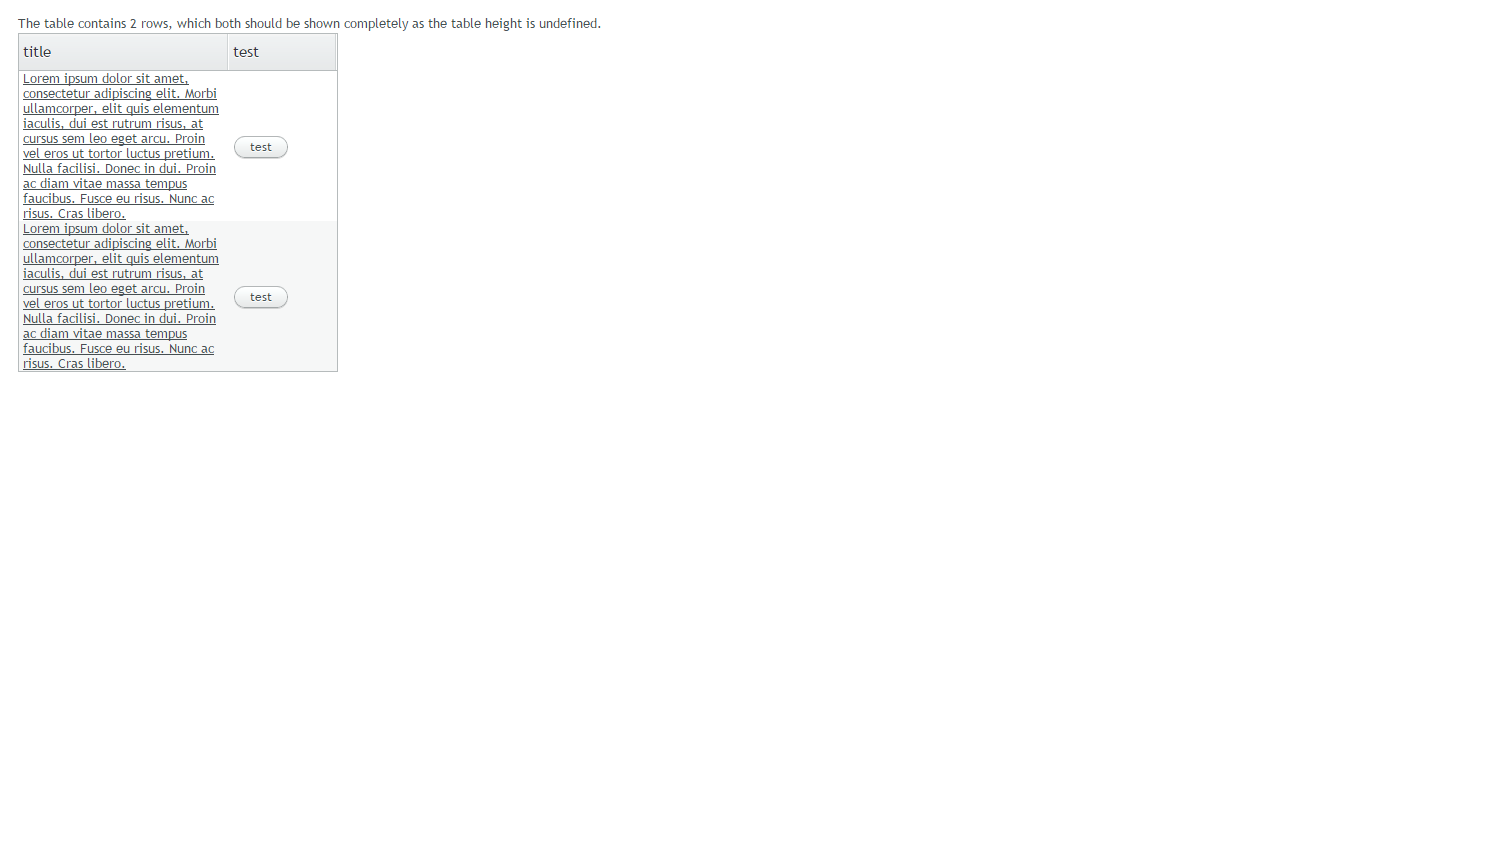 The table contains 2 rows, which both should be shown completely as the table height is undefined.
title
test
Lorem ipsum dolor sit amet,
consectetur adipiscing elit. Morbi
ullamcorper, elit quis elementum
iaculis, dui est rutrum risus, at
cursus sem leo eget arcu. Proin
vel eros ut tortor luctus pretium.
Nulla facilisi. Donec in dui. Proin
ac diam vitae massa tempus
faucibus. Fusce eu risus. Nunc ac
risus. Cras libero.
test
Lorem ipsum dolor sit amet,
consectetur adipiscing elit. Morbi
ullamcorper, elit quis elementum
iaculis, dui est rutrum risus, at
cursus sem leo eget arcu. Proin
vel eros ut tortor luctus pretium.
Nulla facilisi. Donec in dui. Proin
ac diam vitae massa tempus
faucibus. Fusce eu risus. Nunc ac
risus. Cras libero.
test